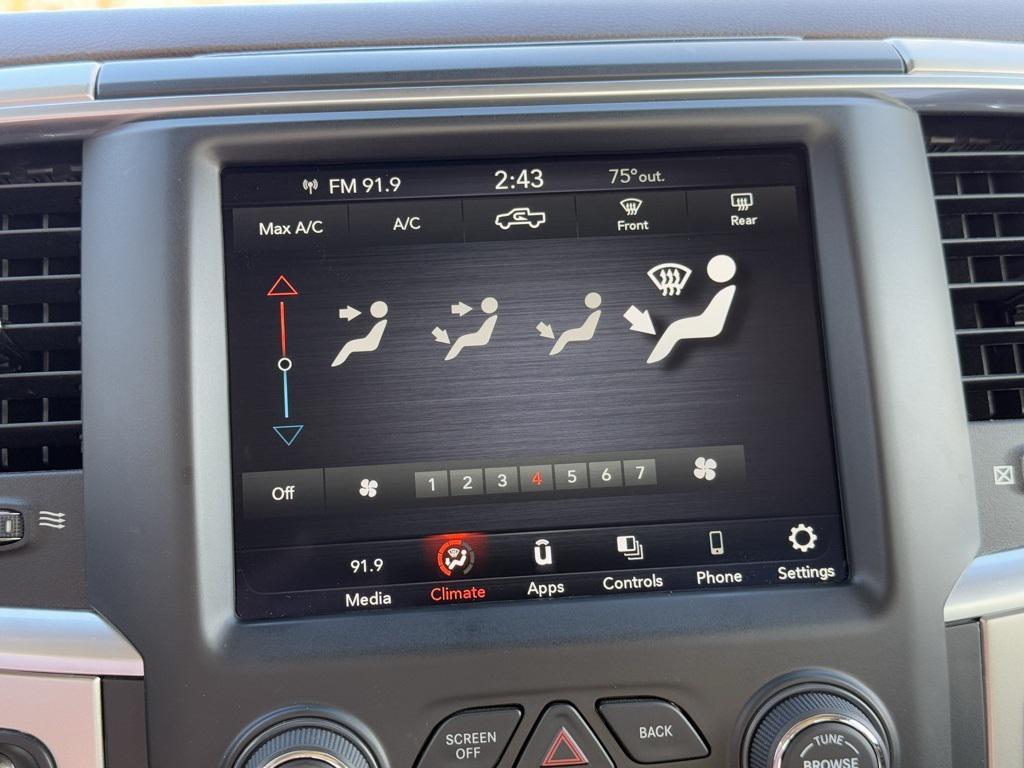 FM 91.9 2:43 75°out.
Max A/C A/C Front Rear
Off 1 2 3 4 5 6 7
91.9
Media Climate Apps Controls Phone Settings
SCREEN OFF BACK TUNE
BROWSE